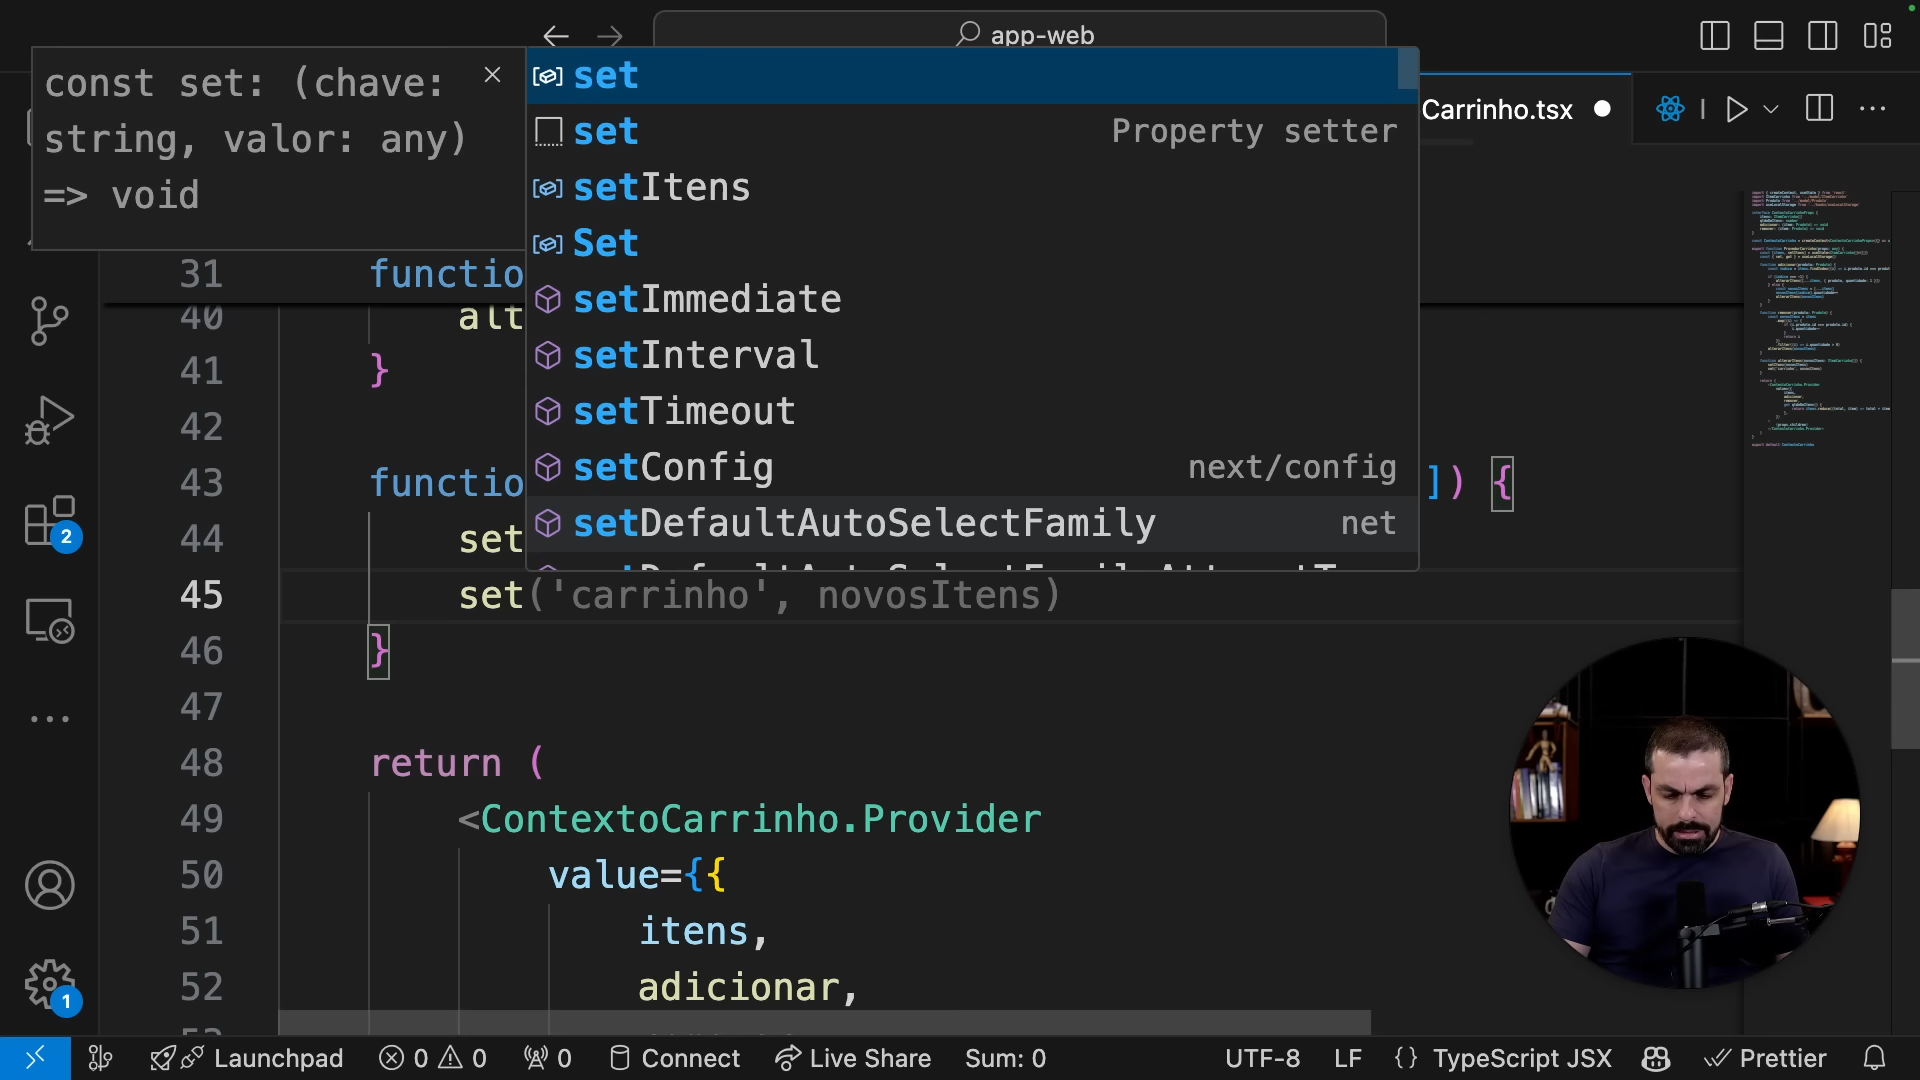 app-web
const set: (chave:
string, valor: any)
=> void
set
set Property setter
setItens
Set
setImmediate
setInterval
setTimeout
setConfig next/config
setDefaultAutoSelectFamily net
Carrinho.tsx
31 functio
40 alt
41 }
42
43 functio ]) {
44 set
45 set('carrinho', novosItens)
46 }
47
48 return (
49 <ContextoCarrinho.Provider
50 value={{
51 itens,
52 adicionar,
2
1
Launchpad 0 0 0 Connect Live Share Sum: 0 UTF-8 LF {} TypeScript JSX Prettier